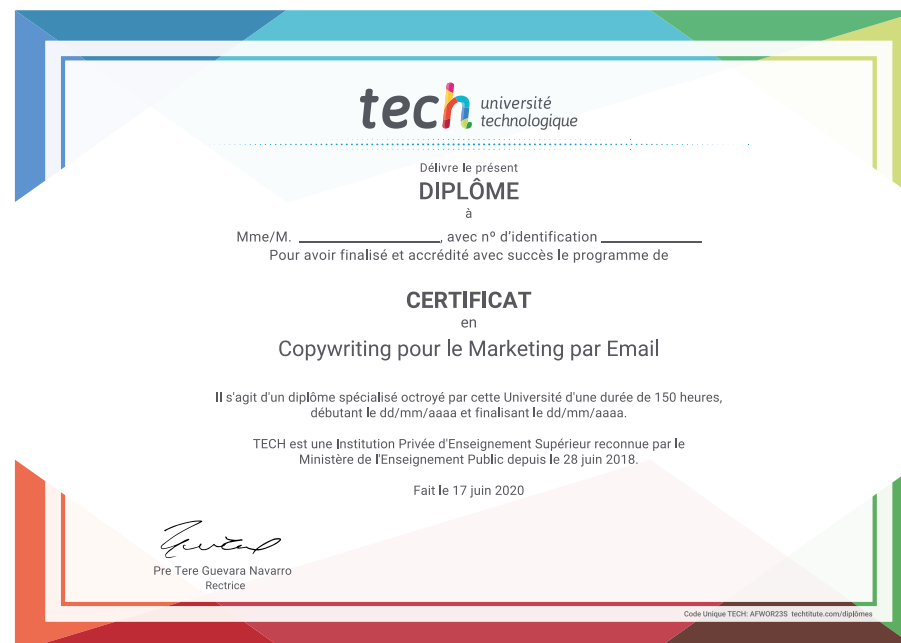 tech université
technologique
Délivre le présent
DIPLÔME
à
Mme/M. ____________________, avec nº d'identification ______________
Pour avoir finalisé et accrédité avec succès le programme de
CERTIFICAT
en
Copywriting pour le Marketing par Email
Il s'agit d'un diplôme spécialisé octroyé par cette Université d'une durée de 150 heures,
débutant le dd/mm/aaaa et finalisant le dd/mm/aaaa.
TECH est une Institution Privée d'Enseignement Supérieur reconnue par le
Ministère de l'Enseignement Public depuis le 28 juin 2018.
Fait le 17 juin 2020
Pre Tere Guevara Navarro
Rectrice
Code Unique TECH: AFWOR23S techtitute.com/diplômes